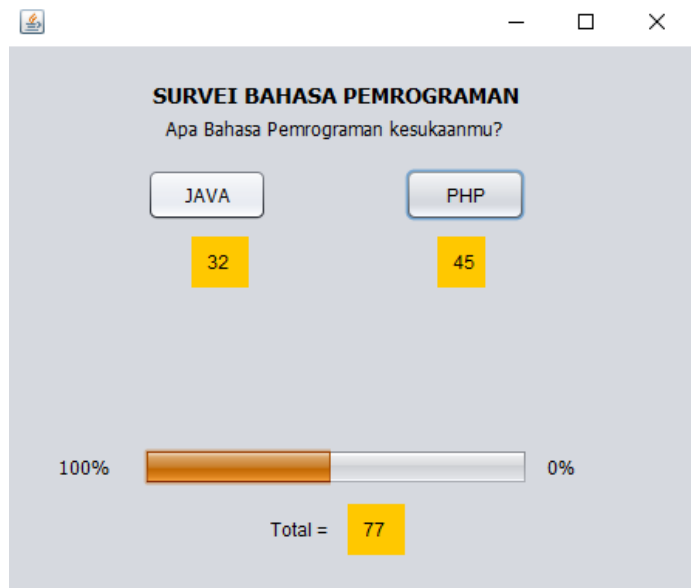 SURVEI BAHASA PEMROGRAMAN
Apa Bahasa Pemrograman kesukaanmu?
JAVA PHP
32 45
100% 0%
Total = 77